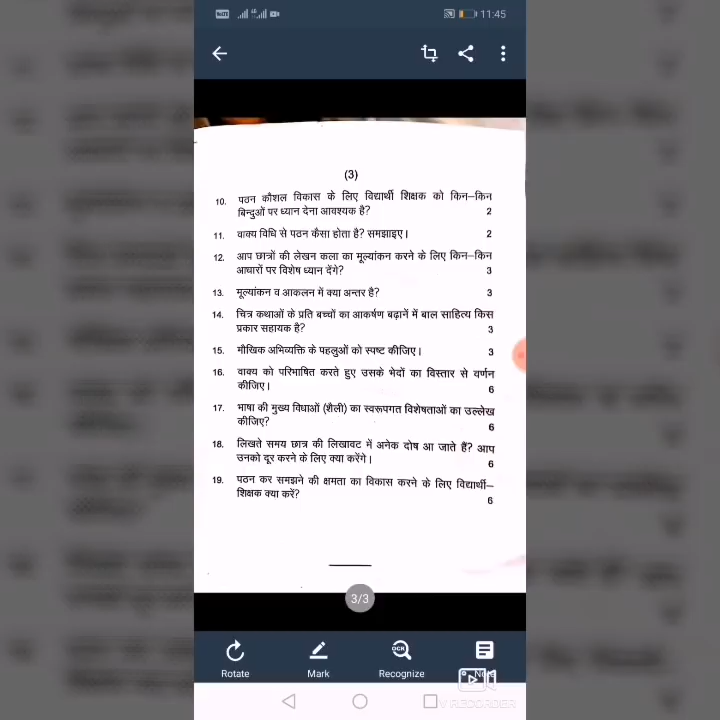 11:45
(3)
10. पठन कौशल विकास के लिए विद्यार्थी शिक्षक को किन–किन
बिन्दुओं पर ध्यान देना आवश्यक है? 2
11. वाक्य विधि से पठन कैसा होता है? समझाइए। 2
12. आप छात्रों की लेखन कला का मूल्यांकन करने के लिए किन–किन
आधारों पर विशेष ध्यान देंगे? 3
13. मूल्यांकन व आकलन में क्या अन्तर है? 3
14. चित्र कथाओं के प्रति बच्चों का आकर्षण बढ़ानें में बाल साहित्य किस
प्रकार सहायक है? 3
15. मौखिक अभिव्यक्ति के पहलुओं को स्पष्ट कीजिए। 3
16. वाक्य को परिभाषित करते हुए उसके भेदों का विस्तार से वर्णन
कीजिए। 6
17. भाषा की मुख्य विधाओं (शैली) का स्वरूपगत विशेषताओं का उल्लेख
कीजिए? 6
18. लिखते समय छात्र की लिखावट में अनेक दोष आ जाते हैं? आप
उनको दूर करने के लिए क्या करेंगे। 6
19. पठन कर समझने की क्षमता का विकास करने के लिए विद्यार्थी–
शिक्षक क्या करें? 6
3/3
Rotate Mark Recognize Note
RECORDER